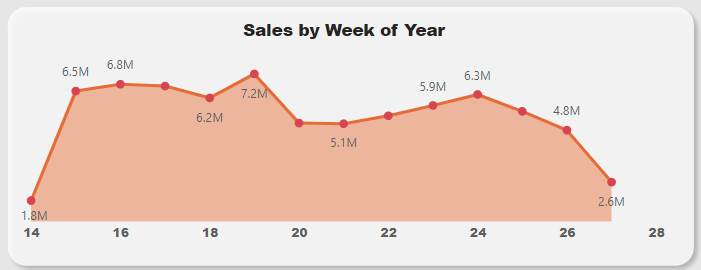 Sales by Week of Year
6.5M 6.8M 6.2M 7.2M 5.1M 5.9M 6.3M 4.8M
1.8M 2.6M
14 16 18 20 22 24 26 28